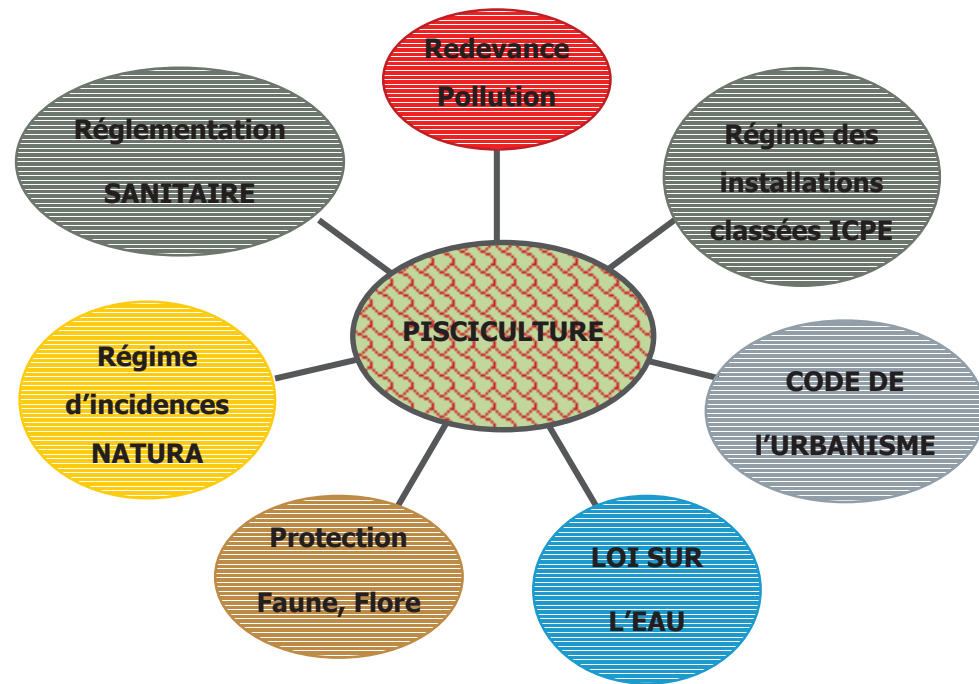 Redevance
Pollution
Réglementation
SANITAIRE
Régime des
installations
classées ICPE
PISCICULTURE
Régime
d'incidences
NATURA
CODE DE
l'URBANISME
Protection
Faune, Flore
LOI SUR
L'EAU